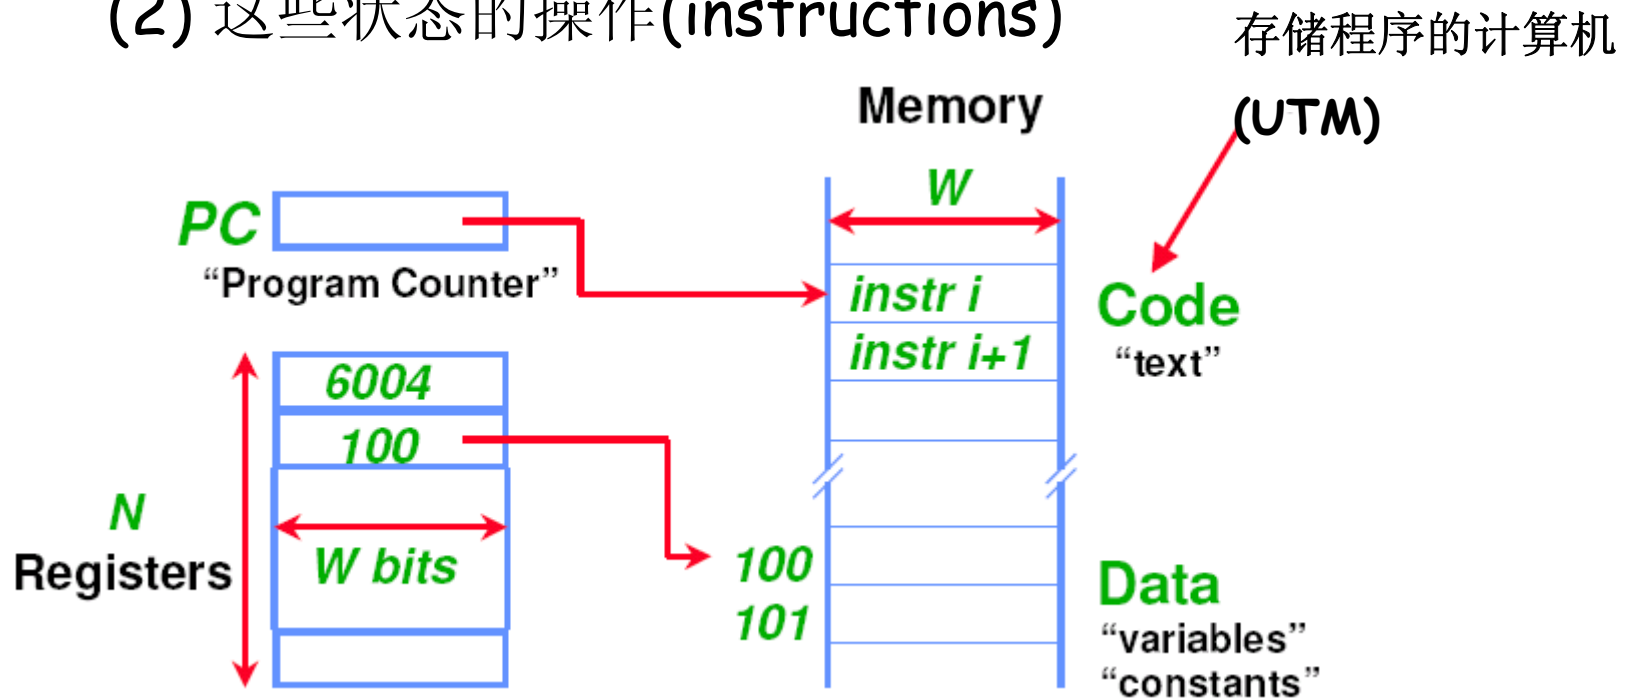 (2) 这些状态的操作(instructions)
存储程序的计算机
(UTM)
Memory
W
PC
“Program Counter”
instr i
instr i+1
Code
“text”
6004
100
N
Registers
W bits
100
101
Data
“variables”
“constants”